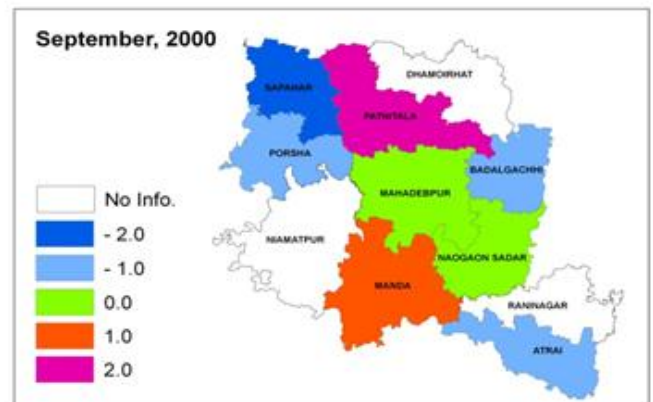 September, 2000
DHAMOIRHAT
SAPAHAR
PATNITALA
PORSHA
BADALGACHHI
MAHADEBPUR
No Info.
- 2.0
NIAMATPUR
- 1.0
NAOGAON SADAR
0.0
MANDA
RANINAGAR
1.0
ATRAI
2.0